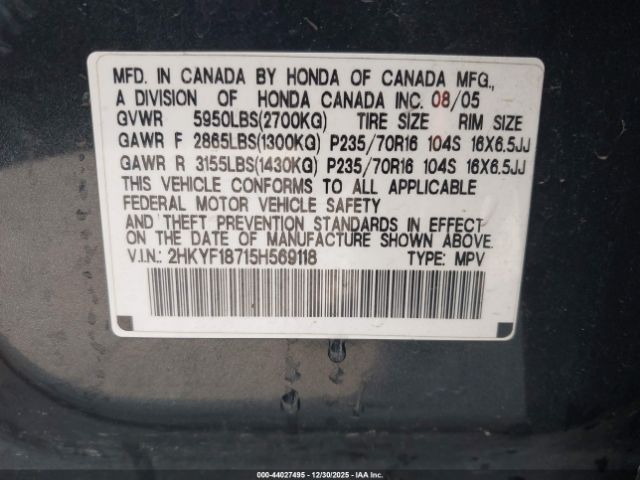 MFD. IN CANADA BY HONDA OF CANADA MFG.,
A DIVISION OF HONDA CANADA INC. 08/05
GVWR 5950LBS(2700KG) TIRE SIZE RIM SIZE
GAWR F 2865LBS(1300KG) P235/70R16 104S 16X6.5JJ
GAWR R 3155LBS(1430KG) P235/70R16 104S 16X6.5JJ
THIS VEHICLE CONFORMS TO ALL APPLICABLE
FEDERAL MOTOR VEHICLE SAFETY
AND THEFT PREVENTION STANDARDS IN EFFECT
ON THE DATE OF MANUFACTURE SHOWN ABOVE.
V.I.N.: 2HKYF18715H569118 TYPE: MPV
000-44027495 - 12/30/2025 - IAA Inc.